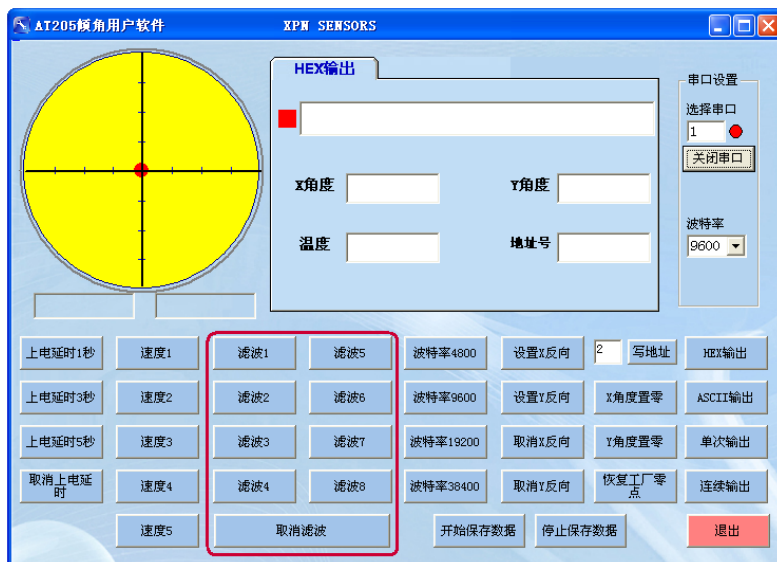 AT205倾角用户软件 XPN SENSORS
HEX输出
串口设置
选择串口
1
关闭串口
X角度
Y角度
波特率
温度
地址号
9600
上电延时1秒 速度1 滤波1 滤波5 波特率4800 设置X反向 2 写地址 HEX输出
上电延时3秒 速度2 滤波2 滤波6 波特率9600 设置Y反向 X角度置零 ASCII输出
上电延时5秒 速度3 滤波3 滤波7 波特率19200 取消X反向 Y角度置零 单次输出
取消上电延
时
速度4 滤波4 滤波8 波特率38400 取消Y反向
恢复工厂零
点
连续输出
速度5 取消滤波 开始保存数据 停止保存数据 退出